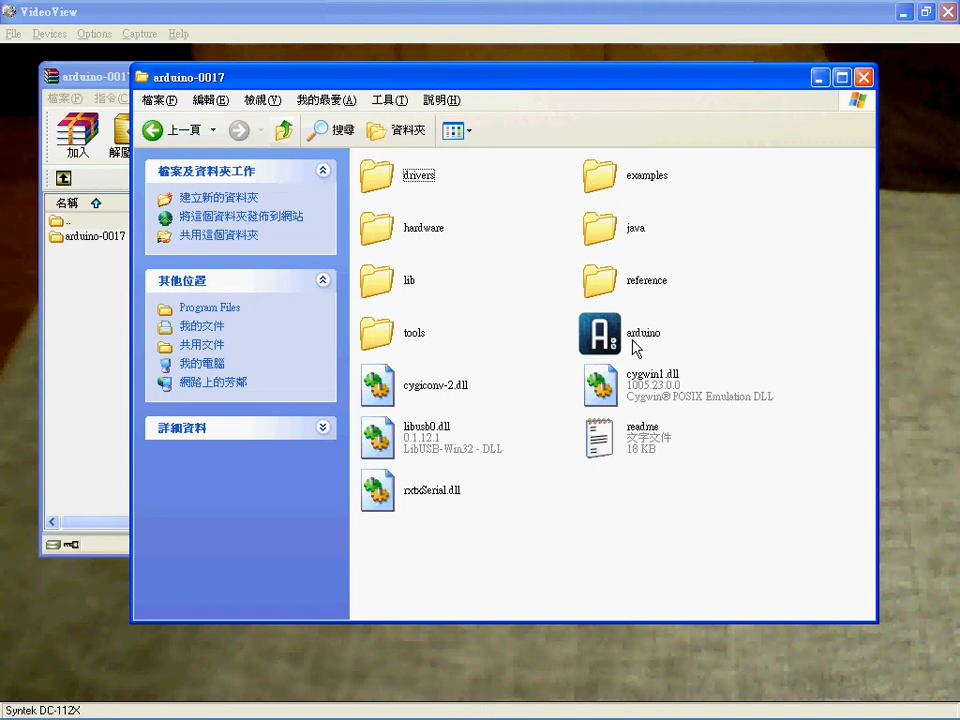 VideoView
File Devices Options Capture Help
arduino-001
檔案(F) 指令(C
加入
名稱
..
arduino-0017
arduino-0017
檔案(F) 編輯(E) 檢視(V) 我的最愛(A) 工具(T) 說明(H)
上一頁 搜尋 資料夾
檔案及資料夾工作
建立新的資料夾
將這個資料夾發佈到網站
共用這個資料夾
其他位置
Program Files
我的文件
共用文件
我的電腦
網路上的芳鄰
詳細資料
drivers
examples
hardware
java
lib
reference
tools
arduino
cygiconv-2.dll
cygwin1.dll
1005.23.0.0
Cygwin® POSIX Emulation DLL
libusb0.dll
0.1.12.1
LibUSB-Win32 - DLL
readme
文字文件
18 KB
rxtxSerial.dll
Syntek DC-112X